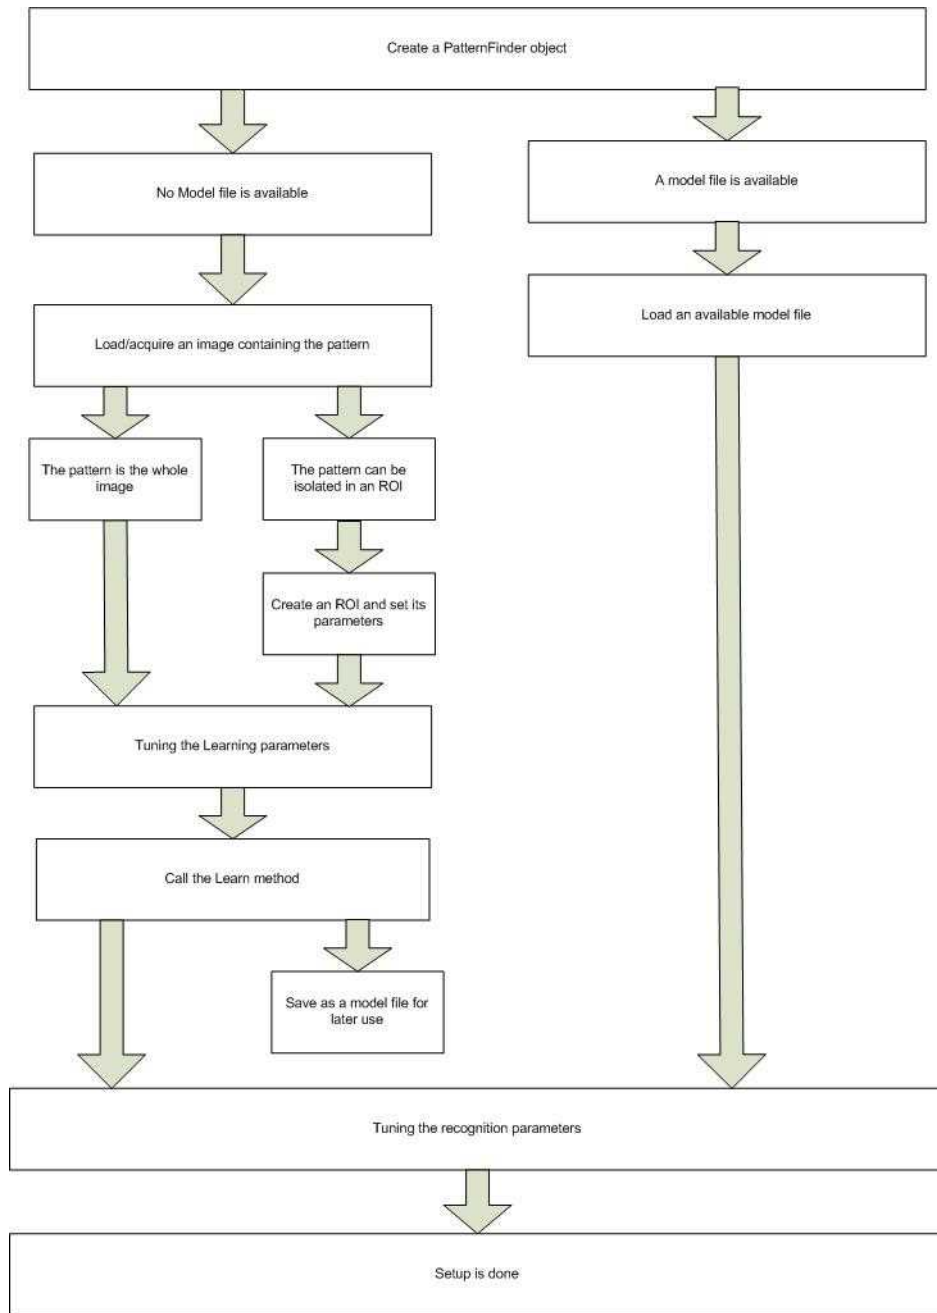 Create a PatternFinder object
No Model file is available
A model file is available
Load/acquire an image containing the pattern
Load an available model file
The pattern is the whole
image
The pattern can be
isolated in an ROI
Create an ROI and set its
parameters
Tuning the Learning parameters
Call the Learn method
Save as a model file for
later use
Tuning the recognition parameters
Setup is done